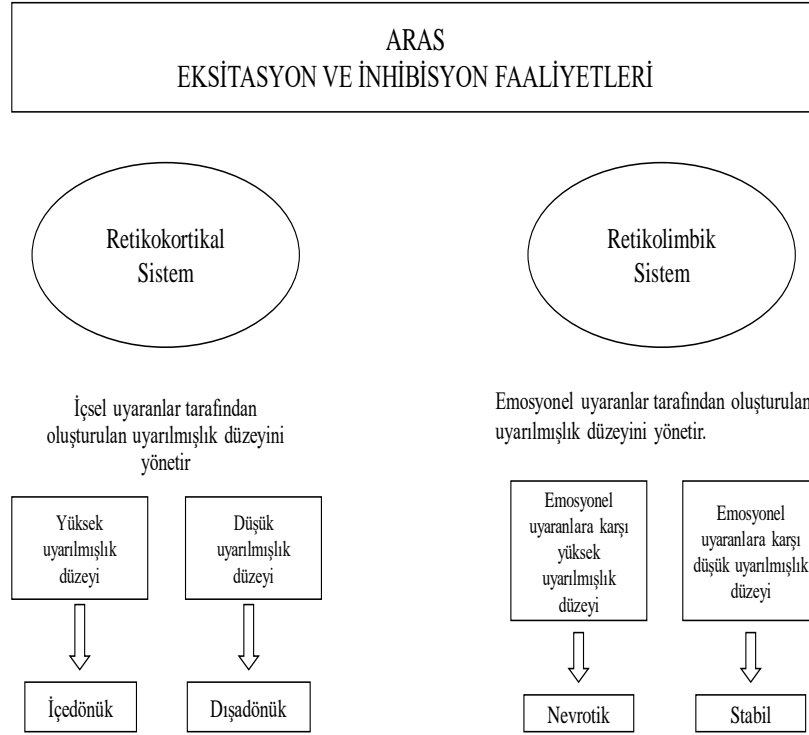 ARAS
EKSİTASYON VE İNHİBİSYON FAALİYETLERİ
Retikokortikal
Sistem
Retikolimbik
Sistem
İçsel uyaranlar tarafından
oluşturulan uyarılmışlık düzeyini
yönetir
Emosyonel uyaranlar tarafından oluşturulan
uyarılmışlık düzeyini yönetir.
Yüksek
uyarılmışlık
düzeyi
Düşük
uyarılmışlık
düzeyi
Emosyonel
uyaranlara karşı
yüksek
uyarılmışlık
düzeyi
Emosyonel
uyaranlara karşı
düşük uyarılmışlık
düzeyi
İçedönük
Dışadönük
Nevrotik
Stabil